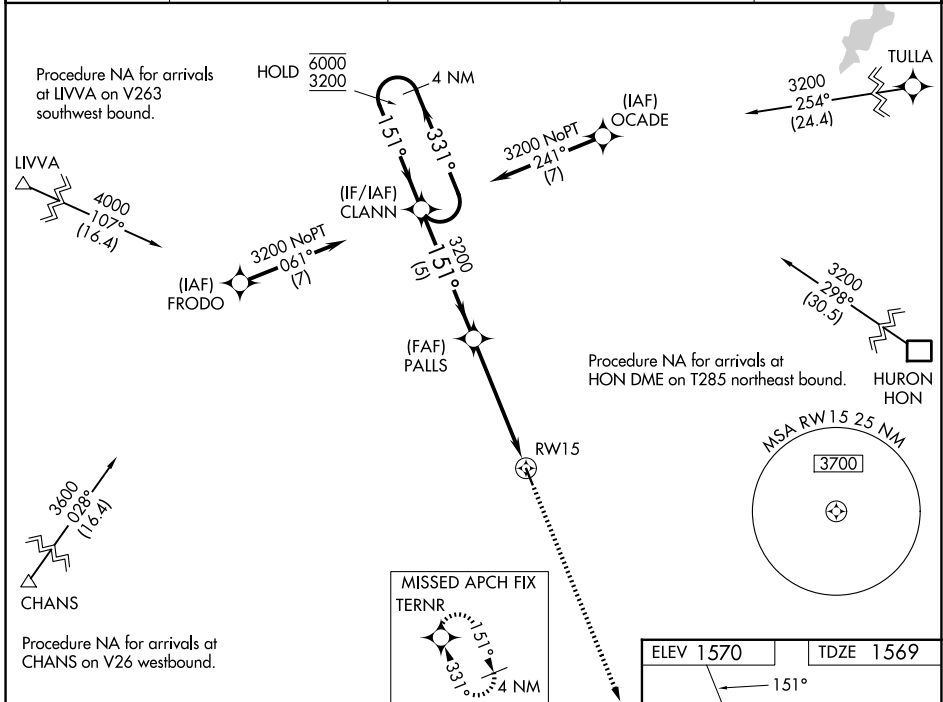 Procedure NA for arrivals
at LIVVA on V263
southwest bound.
HOLD 6000
3200
4 NM
151°
331°
TULLA
3200
254°
(24.4)
(IAF)
OCADE
3200 NoPT
241°
(7)
LIVVA
4000
107°
(16.4)
(IF/IAF)
CLANN
3200 NoPT
061°
(7)
(IAF)
FRODO
3200
151°
(5)
(FAF)
PALLS
3200
298°
(30.5)
HURON
HON
Procedure NA for arrivals at
HON DME on T285 northeast bound.
RW15
MSA RW15 25 NM
3700
3600
028°
(16.4)
CHANS
Procedure NA for arrivals at
CHANS on V26 westbound.
MISSED APCH FIX
TERNR
151°
331°
4 NM
ELEV 1570
TDZE 1569
151°